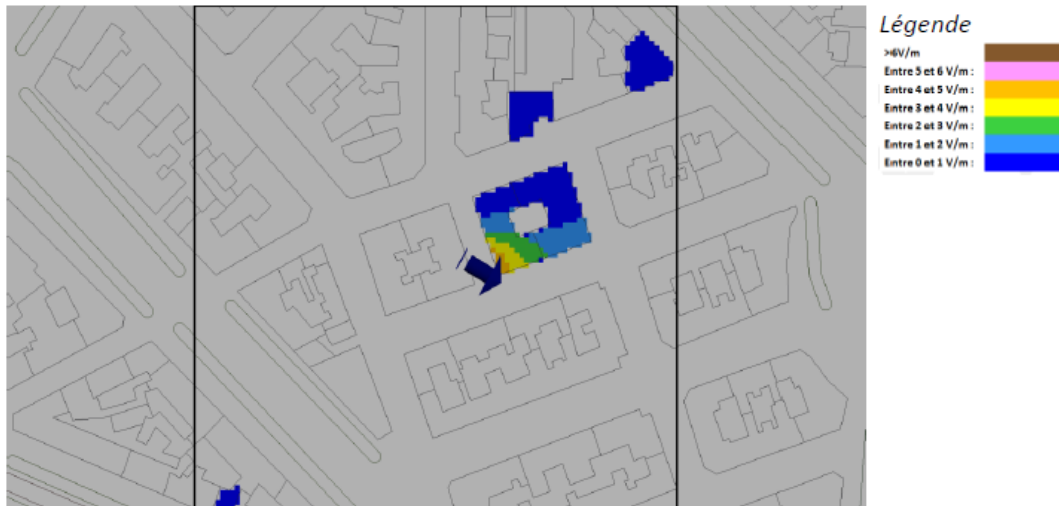 Légende
>6V/m
Entre 5 et 6 V/m :
Entre 4 et 5 V/m :
Entre 3 et 4 V/m :
Entre 2 et 3 V/m :
Entre 1 et 2 V/m :
Entre 0 et 1 V/m :